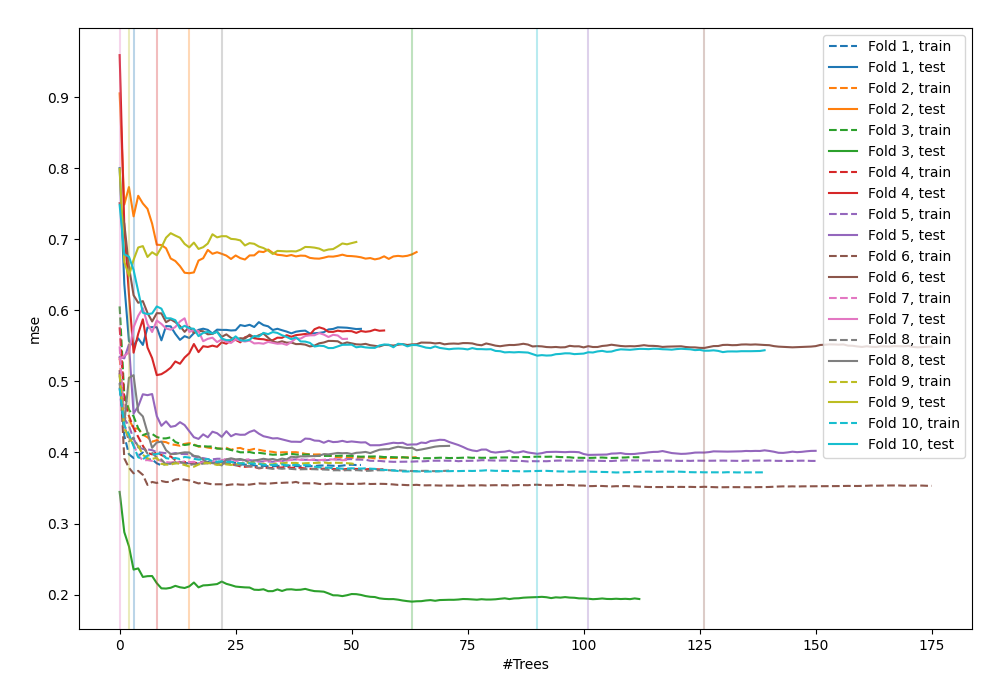 mse
0.9
0.8
0.7
0.6
0.5
0.4
0.3
0.2
0
25
50
75
100
125
150
175
#Trees
Fold 1, train
Fold 1, test
Fold 2, train
Fold 2, test
Fold 3, train
Fold 3, test
Fold 4, train
Fold 4, test
Fold 5, train
Fold 5, test
Fold 6, train
Fold 6, test
Fold 7, train
Fold 7, test
Fold 8, train
Fold 8, test
Fold 9, train
Fold 9, test
Fold 10, train
Fold 10, test